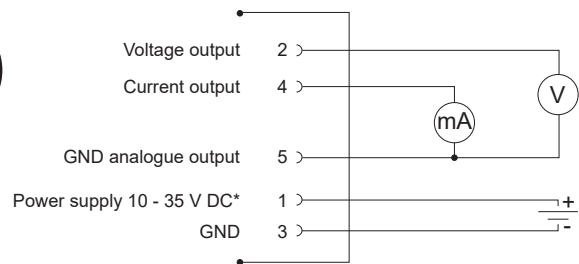 Voltage output 2
Current output 4
V
mA
GND analogue output 5
Power supply 10 - 35 V DC* 1
+
GND 3
-